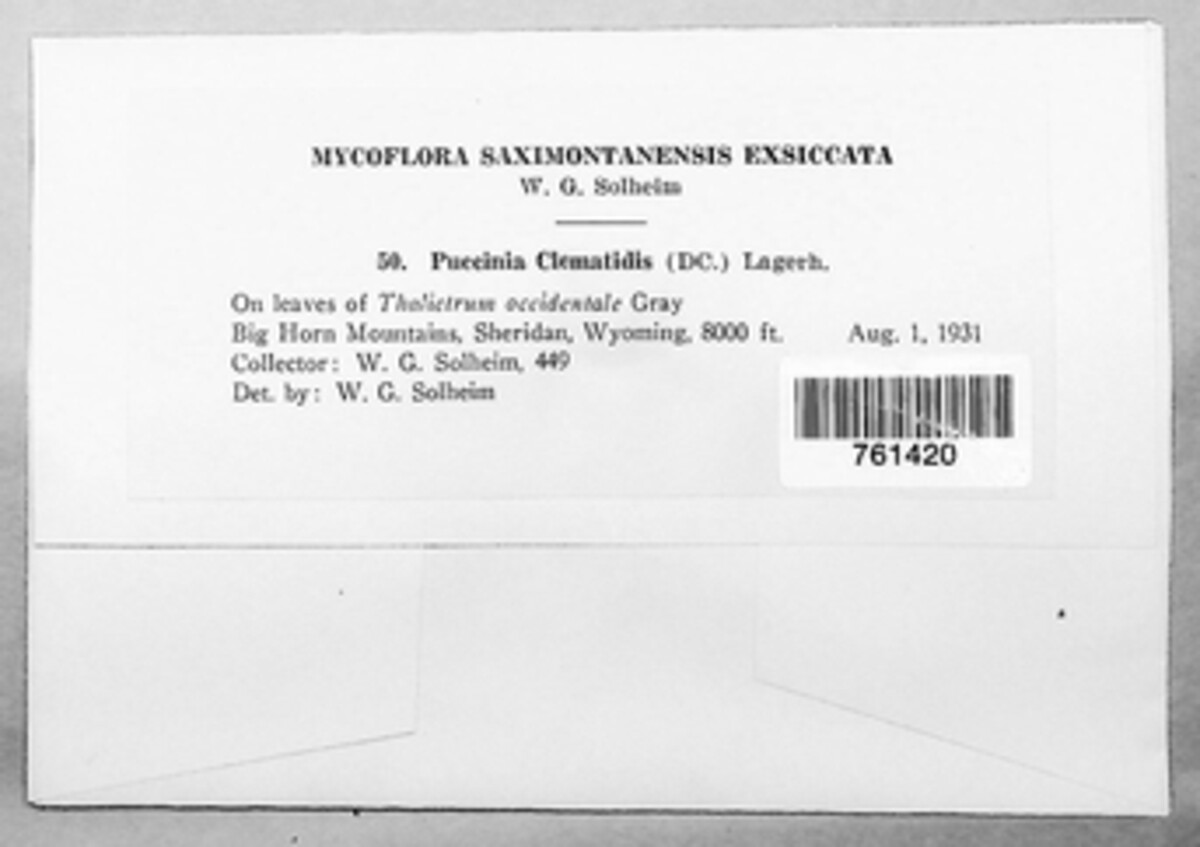 MYCOFLORA SAXIMONTANENSIS EXSICCATA
W. G. Solheim
50. Puccinia Clematidis (DC.) Lagerh.
On leaves of Thalictrum occidentale Gray
Big Horn Mountains, Sheridan, Wyoming, 8000 ft. Aug. 1, 1931
Collector: W. G. Solheim, 449
Det. by: W. G. Solheim
761420